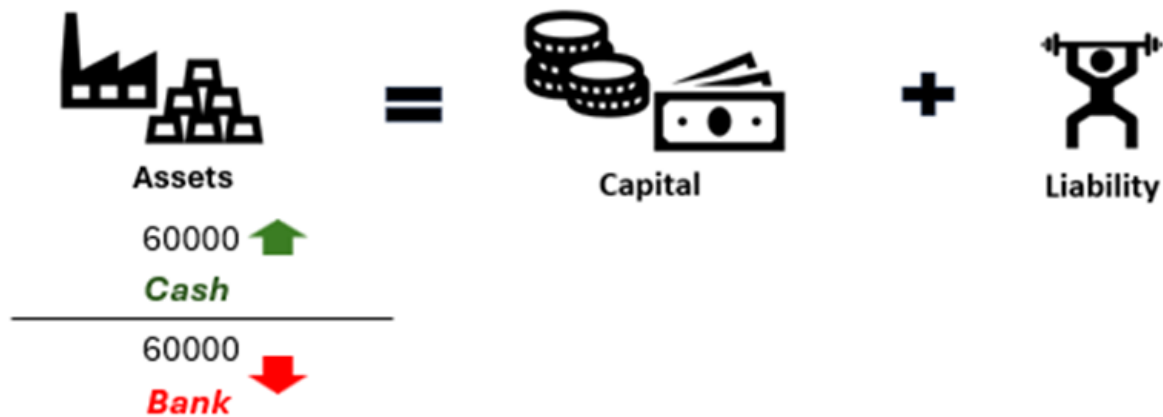 Assets
=
Capital
+
Liability
60000
Cash
60000
Bank